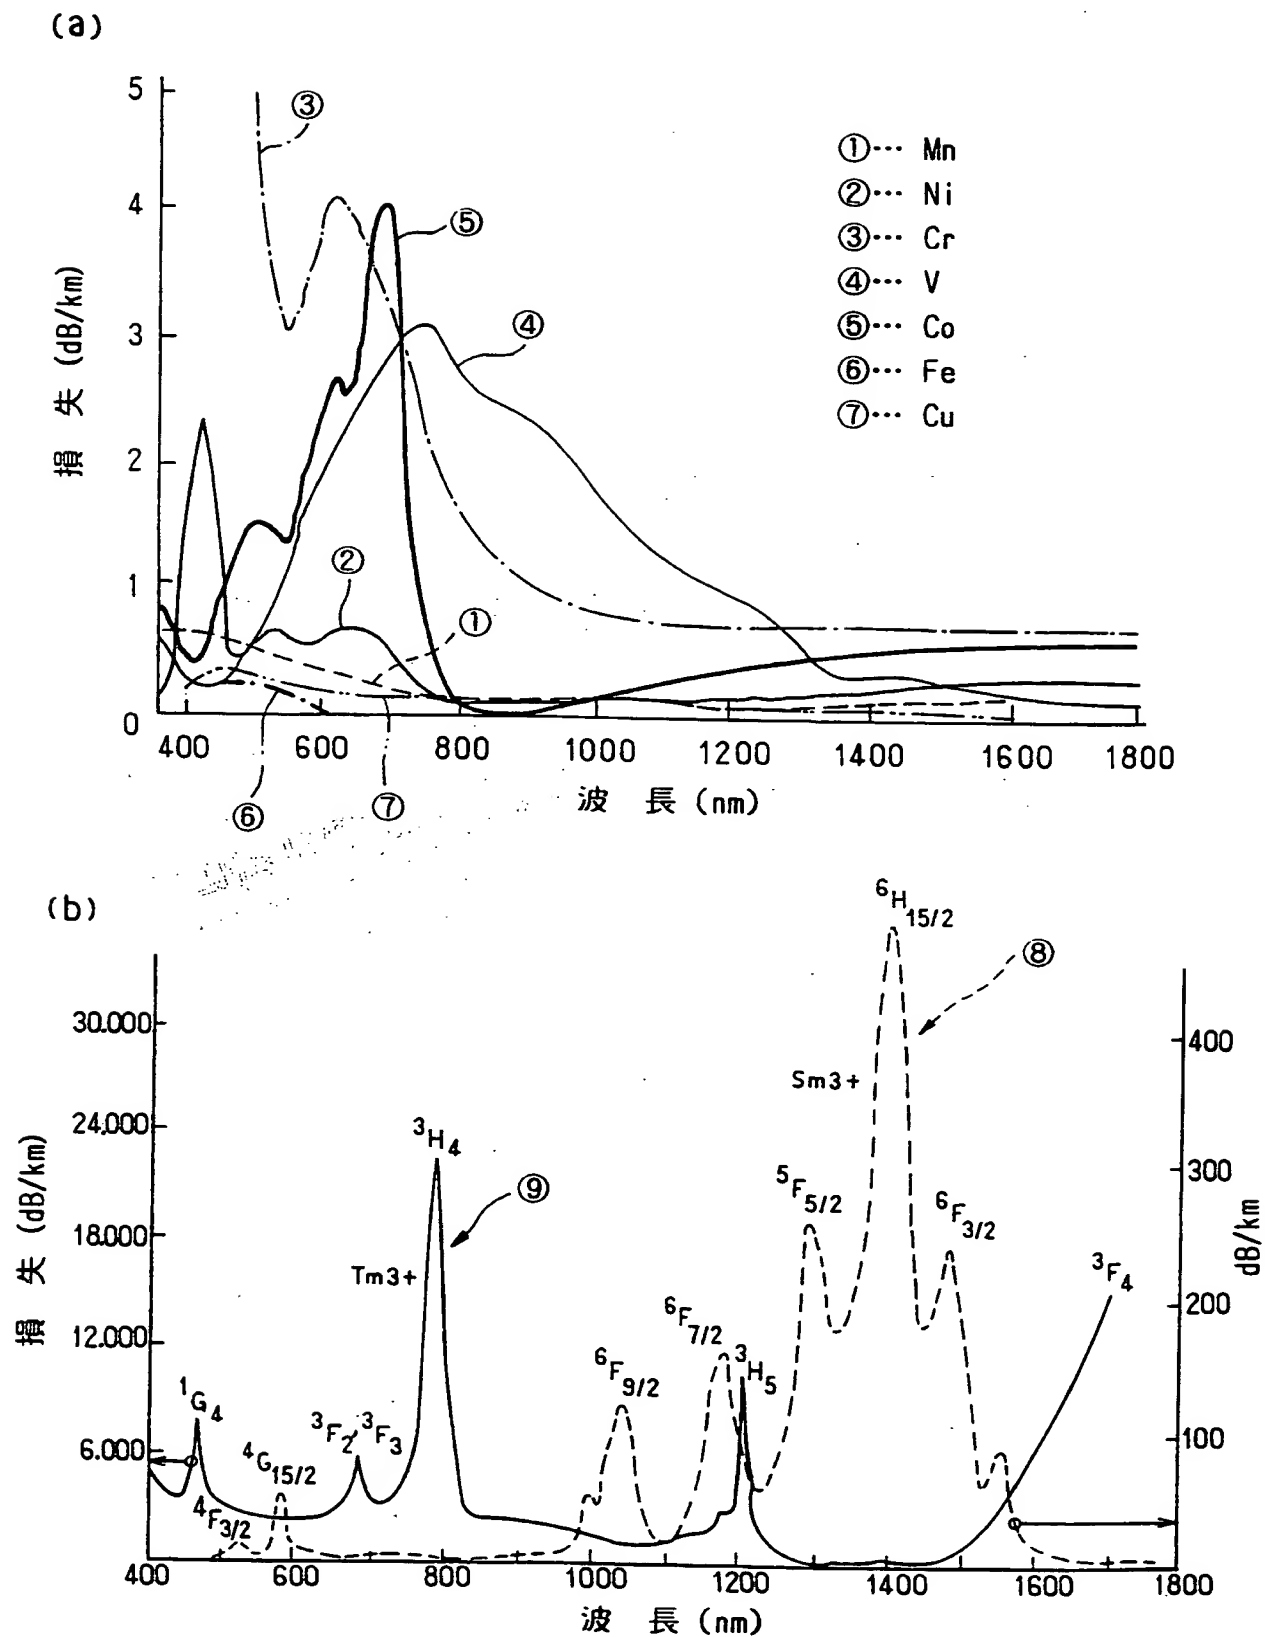 (a)
5
4
3
2
1
0
損 失 (dB/km)
③
⑤
④
②
①
⑥
⑦
①··· Mn
②··· Ni
③··· Cr
④··· V
⑤··· Co
⑥··· Fe
⑦··· Cu
400 600 800 1000 1200 1400 1600 1800
波 長 (nm)
(b)
30.000
24.000
18.000
12.000
6.000
損 失 (dB/km)
⁶H₁₅/₂
⑧
Sm3+
³H₄
⑨
Tm3+
⁵F₅/₂
⁶F₃/₂
³F₄
⁶F₇/₂
³H₅
⁶F₉/₂
¹G₄
³F₂,³F₃
⁴G₁₅/₂
⁴F₃/₂
400
300
200
100
dB/km
400 600 800 1000 1200 1400 1600 1800
波 長 (nm)